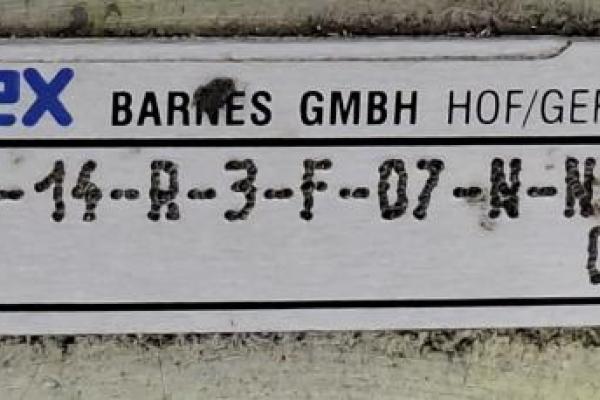 ex BARNES GMBH HOF/GER
-14-R-3-F-07-N-N